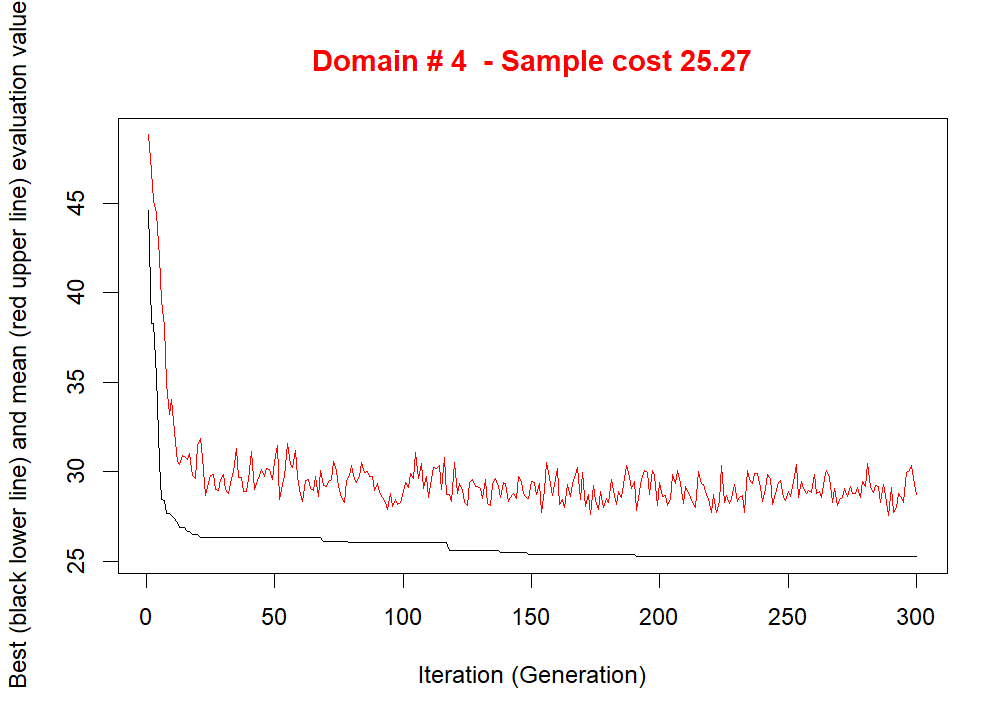 Domain # 4  - Sample cost 25.27
Best (black lower line) and mean (red upper line) evaluation value
45
40
35
30
25
0 50 100 150 200 250 300
Iteration (Generation)